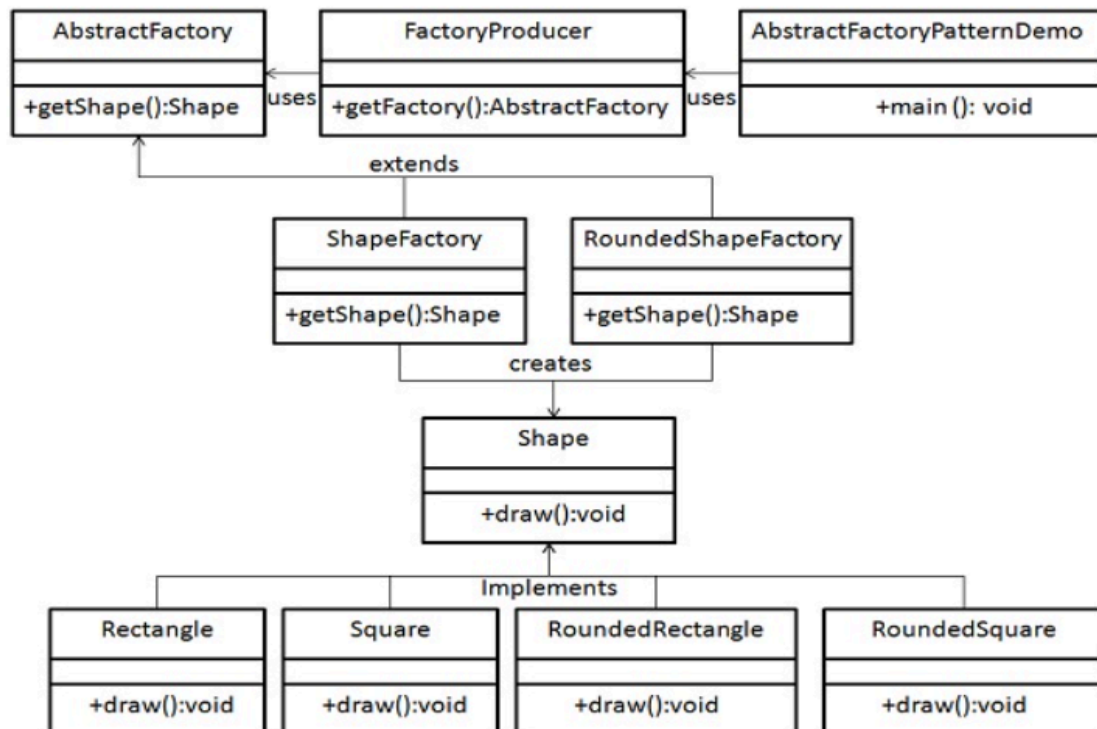 AbstractFactory
+getShape():Shape
uses
FactoryProducer
+getFactory():AbstractFactory
uses
AbstractFactoryPatternDemo
+main (): void
extends
ShapeFactory
+getShape():Shape
RoundedShapeFactory
+getShape():Shape
creates
Shape
+draw():void
Implements
Rectangle
+draw():void
Square
+draw():void
RoundedRectangle
+draw():void
RoundedSquare
+draw():void